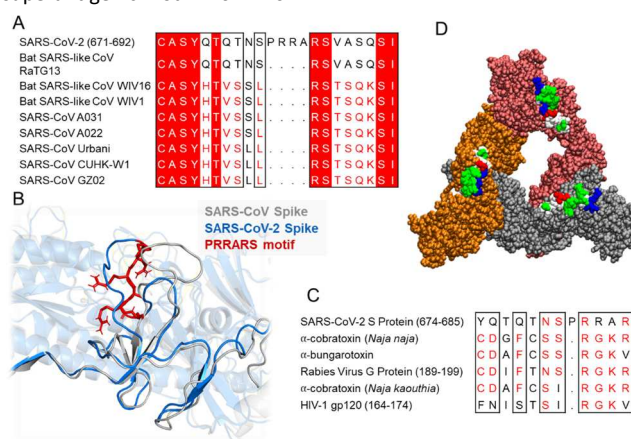 A
SARS-CoV-2 (671-692) C A S Y Q T Q T N S P R R A R S V A S Q S I
Bat SARS-like CoV RaTG13 C A S Y Q T Q T N S . . . . R S V A S Q S I
Bat SARS-like CoV WIV16 C A S Y H T V S S L . . . . R S T S Q K S I
Bat SARS-like CoV WIV1 C A S Y H T V S S L . . . . R S T S Q K S I
SARS-CoV A031 C A S Y H T V S L L . . . . R S T S Q K S I
SARS-CoV A022 C A S Y H T V S L L . . . . R S T S Q K S I
SARS-CoV Urbani C A S Y H T V S L L . . . . R S T S Q K S I
SARS-CoV CUHK-W1 C A S Y H T V S L L . . . . R S T S Q K S I
SARS-CoV GZ02 C A S Y H T V S L L . . . . R S T S Q K S I
D
B
SARS-CoV Spike
SARS-CoV-2 Spike
PRRARS motif
C
SARS-CoV-2 S Protein (674-685) Y Q T Q T N S P R R A R
α-cobratoxin (Naja naja) C D G F C S S . R G K R
α-bungarotoxin C D A F C S S . R G K V
Rabies Virus G Protein (189-199) C D I F T N S . R G K R
α-cobratoxin (Naja kaouthia) C D A F C S I . R G K R
HIV-1 gp120 (164-174) F N I S T S I . R G K V